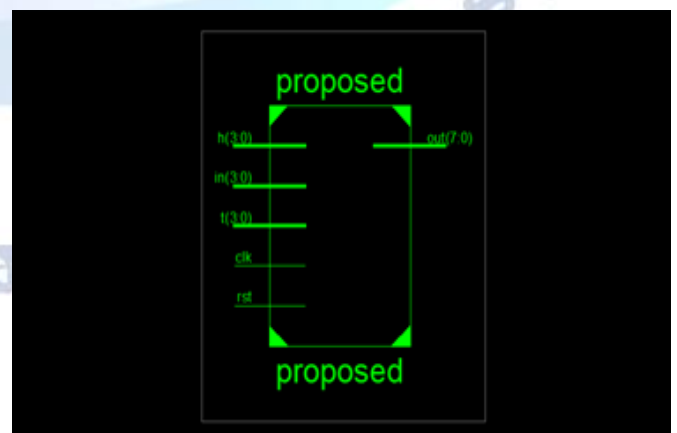 proposed
h(3:0)
out(7:0)
in(3:0)
t(3:0)
clk
rst
proposed